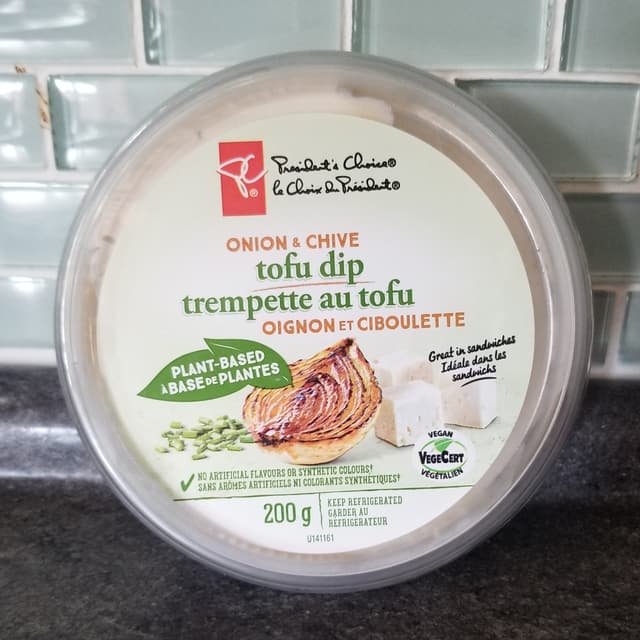 PC®
President's Choice®
le Choix du Président®
ONION & CHIVE
tofu dip
trempette au tofu
OIGNON ET CIBOULETTE
PLANT-BASED
À BASE DE PLANTES
Great in sandwiches
Idéale dans les
sandwichs
VEGAN
VEGECERT
VÉGÉTALIEN
NO ARTIFICIAL FLAVOURS OR SYNTHETIC COLOURS†
SANS ARÔMES ARTIFICIELS NI COLORANTS SYNTHÉTIQUES†
200 g
KEEP REFRIGERATED
GARDER AU
RÉFRIGÉRATEUR
U141161